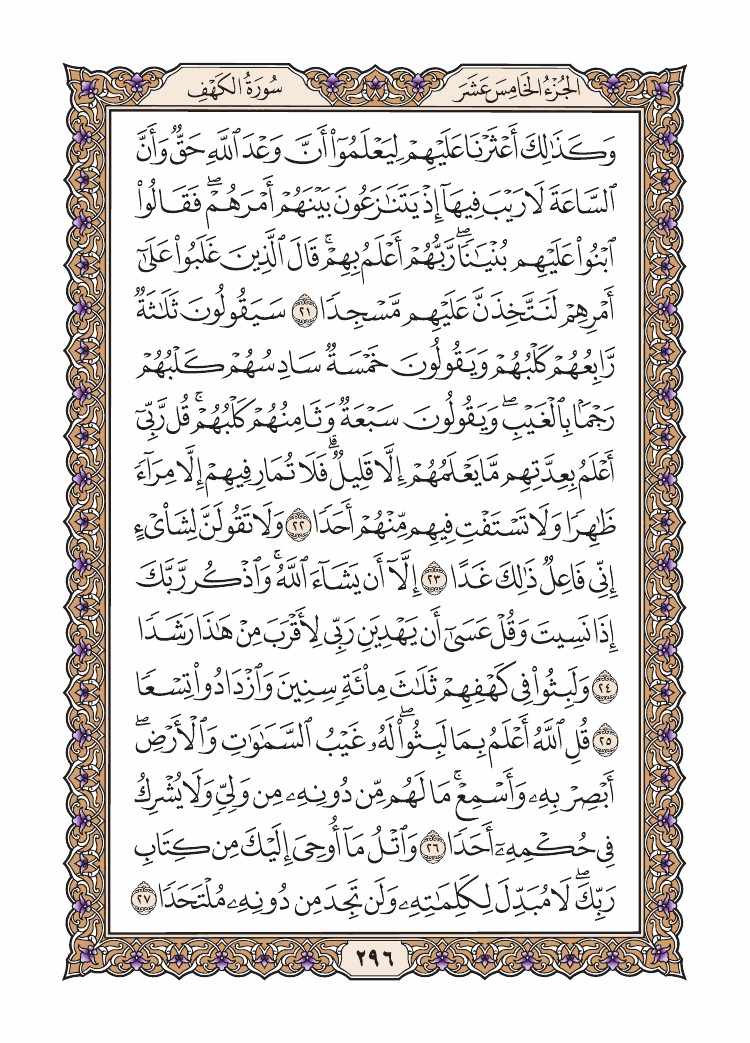 الجُزْءُ الخَامِسَ عَشَرَ
سُورَةُ الكَهْفِ
وَكَذَٰلِكَ أَعْثَرْنَا عَلَيْهِمْ لِيَعْلَمُوٓا۟ أَنَّ وَعْدَ ٱللَّهِ حَقٌّ وَأَنَّ
ٱلسَّاعَةَ لَا رَيْبَ فِيهَآ إِذْ يَتَنَٰزَعُونَ بَيْنَهُمْ أَمْرَهُمْ ۖ فَقَالُوا۟
ٱبْنُوا۟ عَلَيْهِم بُنْيَٰنًا ۖ رَّبُّهُمْ أَعْلَمُ بِهِمْ ۚ قَالَ ٱلَّذِينَ غَلَبُوا۟ عَلَىٰٓ
أَمْرِهِمْ لَنَتَّخِذَنَّ عَلَيْهِم مَّسْجِدًا ٢١ سَيَقُولُونَ ثَلَٰثَةٌ
رَّابِعُهُمْ كَلْبُهُمْ وَيَقُولُونَ خَمْسَةٌ سَادِسُهُمْ كَلْبُهُمْ
رَجْمًۢا بِٱلْغَيْبِ ۖ وَيَقُولُونَ سَبْعَةٌ وَثَامِنُهُمْ كَلْبُهُمْ ۚ قُل رَّبِّىٓ
أَعْلَمُ بِعِدَّتِهِم مَّا يَعْلَمُهُمْ إِلَّا قَلِيلٌ ۗ فَلَا تُمَارِ فِيهِمْ إِلَّا مِرَآءً
ظَٰهِرًا وَلَا تَسْتَفْتِ فِيهِم مِّنْهُمْ أَحَدًا ٢٢ وَلَا تَقُولَنَّ لِشَا۟ىْءٍ
إِنِّى فَاعِلٌ ذَٰلِكَ غَدًا ٢٣ إِلَّآ أَن يَشَآءَ ٱللَّهُ ۚ وَٱذْكُر رَّبَّكَ
إِذَا نَسِيتَ وَقُلْ عَسَىٰٓ أَن يَهْدِيَنِ رَبِّى لِأَقْرَبَ مِنْ هَٰذَا رَشَدًا
٢٤ وَلَبِثُوا۟ فِى كَهْفِهِمْ ثَلَٰثَ مِا۟ئَةٍ سِنِينَ وَٱزْدَادُوا۟ تِسْعًا
٢٥ قُلِ ٱللَّهُ أَعْلَمُ بِمَا لَبِثُوا۟ ۖ لَهُۥ غَيْبُ ٱلسَّمَٰوَٰتِ وَٱلْأَرْضِ ۖ
أَبْصِرْ بِهِۦ وَأَسْمِعْ ۚ مَا لَهُم مِّن دُونِهِۦ مِن وَلِىٍّ وَلَا يُشْرِكُ
فِى حُكْمِهِۦٓ أَحَدًا ٢٦ وَٱتْلُ مَآ أُوحِىَ إِلَيْكَ مِن كِتَابِ
رَبِّكَ ۖ لَا مُبَدِّلَ لِكَلِمَٰتِهِۦ وَلَن تَجِدَ مِن دُونِهِۦ مُلْتَحَدًا ٢٧
٢٩٦